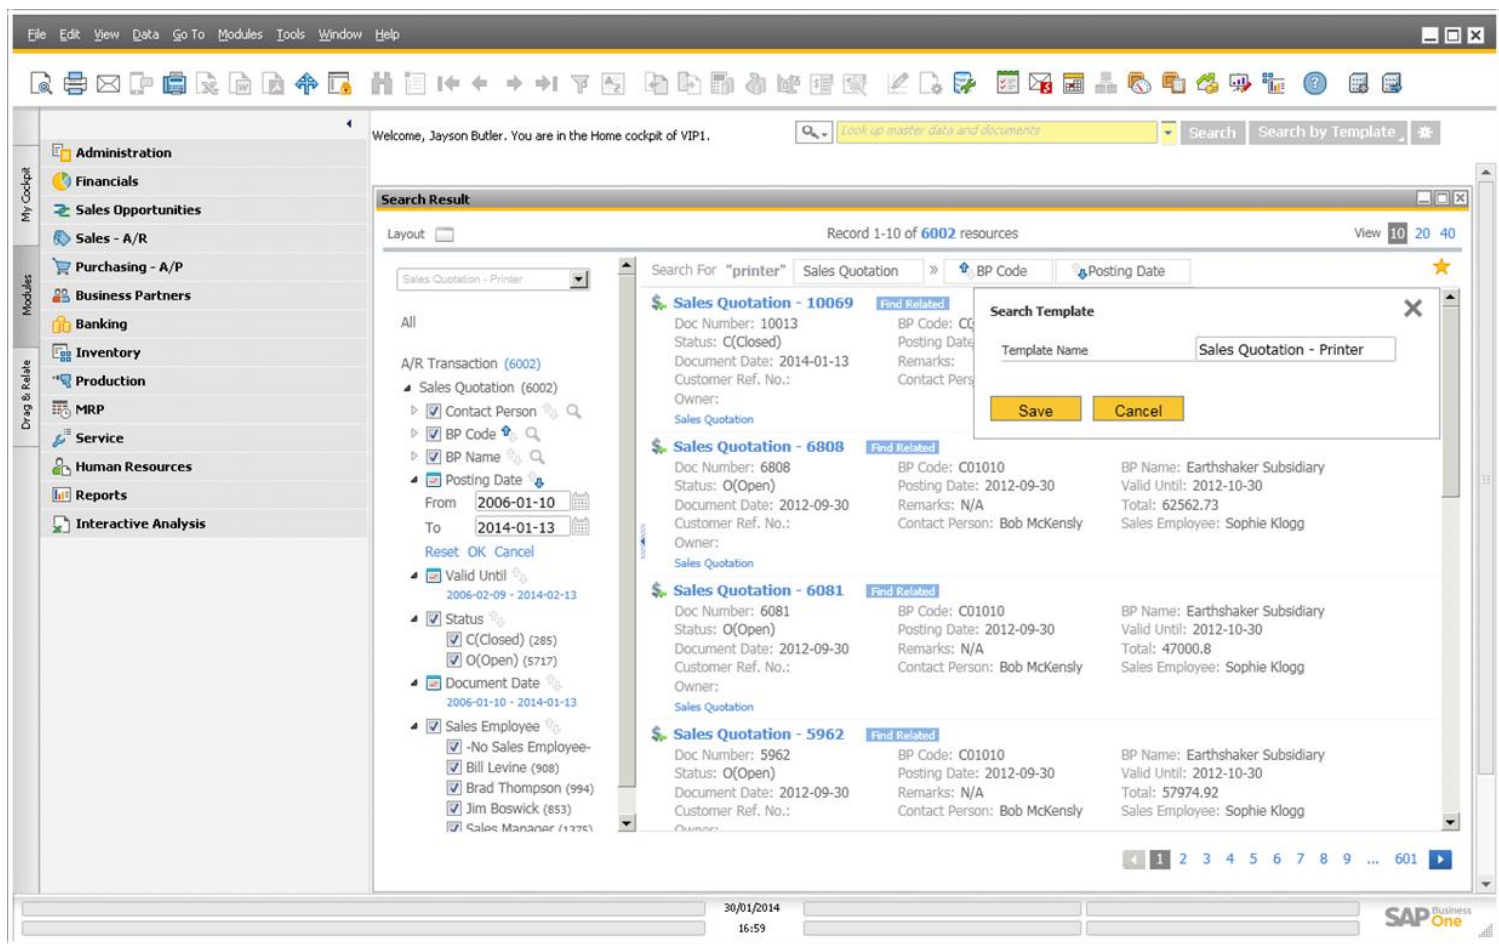 File Edit View Data Go To Modules Tools Window Help
Welcome, Jayson Butler. You are in the Home cockpit of VIP1.
Look up master data and documents
Search
Search by Template
My Cockpit
Modules
Drag & Relate
Administration
Financials
Sales Opportunities
Sales - A/R
Purchasing - A/P
Business Partners
Banking
Inventory
Production
MRP
Service
Human Resources
Reports
Interactive Analysis
Search Result
Layout
Record 1-10 of 6002 resources
View 10 20 40
Sales Quotation - Printer
All
A/R Transaction (6002)
Sales Quotation (6002)
Contact Person
BP Code
BP Name
Posting Date
From 2006-01-10
To 2014-01-13
Reset OK Cancel
Valid Until
2006-02-09 - 2014-02-13
Status
C(Closed) (285)
O(Open) (5717)
Document Date
2006-01-10 - 2014-01-13
Sales Employee
-No Sales Employee-
Bill Levine (908)
Brad Thompson (994)
Jim Boswick (853)
Sales Manager (1375)
Search For "printer" Sales Quotation » BP Code Posting Date
Sales Quotation - 10069 Find Related
Doc Number: 10013 BP Code:
Status: C(Closed) Posting Date
Document Date: 2014-01-13 Remarks:
Customer Ref. No.: Contact Pers
Owner:
Sales Quotation
Search Template
Template Name Sales Quotation - Printer
Save Cancel
Sales Quotation - 6808 Find Related
Doc Number: 6808 BP Code: C01010 BP Name: Earthshaker Subsidiary
Status: O(Open) Posting Date: 2012-09-30 Valid Until: 2012-10-30
Document Date: 2012-09-30 Remarks: N/A Total: 62562.73
Customer Ref. No.: Contact Person: Bob McKensly Sales Employee: Sophie Klogg
Owner:
Sales Quotation
Sales Quotation - 6081 Find Related
Doc Number: 6081 BP Code: C01010 BP Name: Earthshaker Subsidiary
Status: O(Open) Posting Date: 2012-09-30 Valid Until: 2012-10-30
Document Date: 2012-09-30 Remarks: N/A Total: 47000.8
Customer Ref. No.: Contact Person: Bob McKensly Sales Employee: Sophie Klogg
Owner:
Sales Quotation
Sales Quotation - 5962 Find Related
Doc Number: 5962 BP Code: C01010 BP Name: Earthshaker Subsidiary
Status: O(Open) Posting Date: 2012-09-30 Valid Until: 2012-10-30
Document Date: 2012-09-30 Remarks: N/A Total: 57974.92
Customer Ref. No.: Contact Person: Bob McKensly Sales Employee: Sophie Klogg
Owner:
1 2 3 4 5 6 7 8 9 ... 601
30/01/2014
16:59
SAP Business One